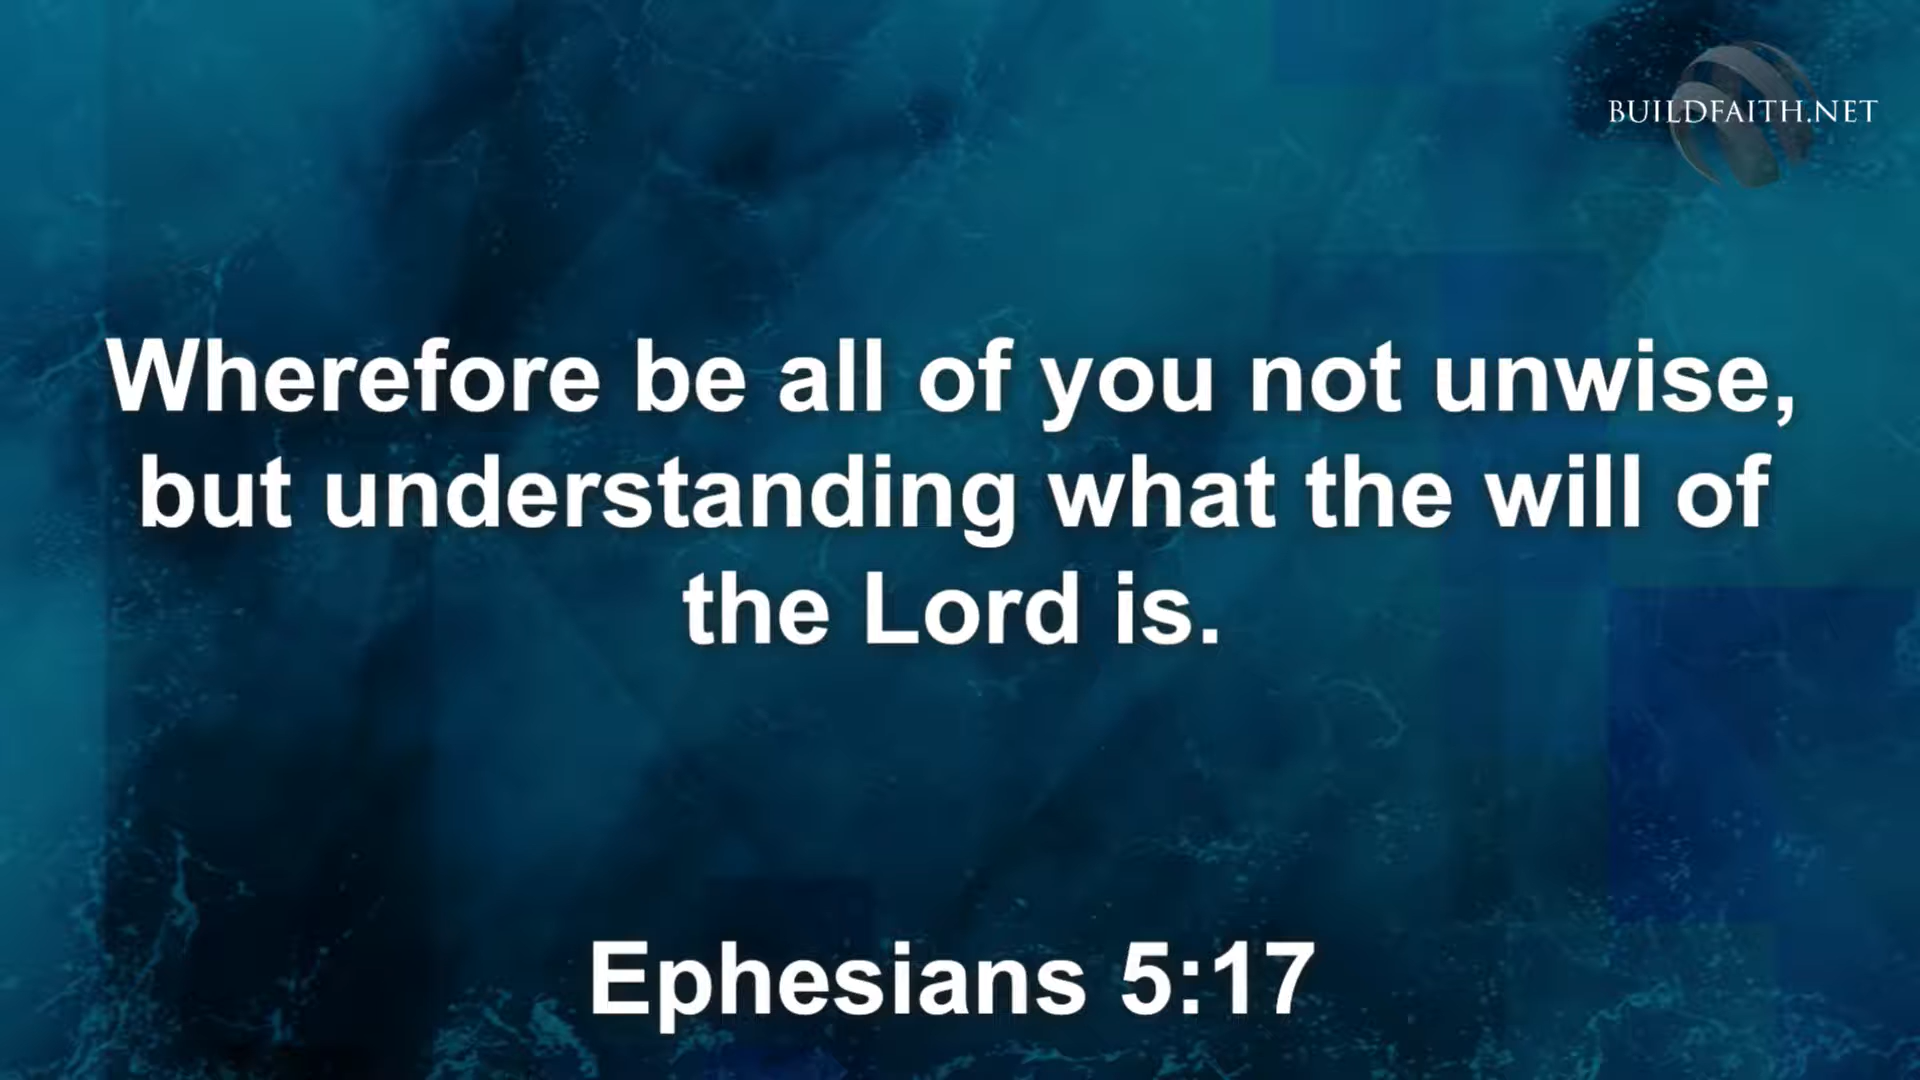 BUILDFAITH.NET
Wherefore be all of you not unwise,
but understanding what the will of
the Lord is.
Ephesians 5:17